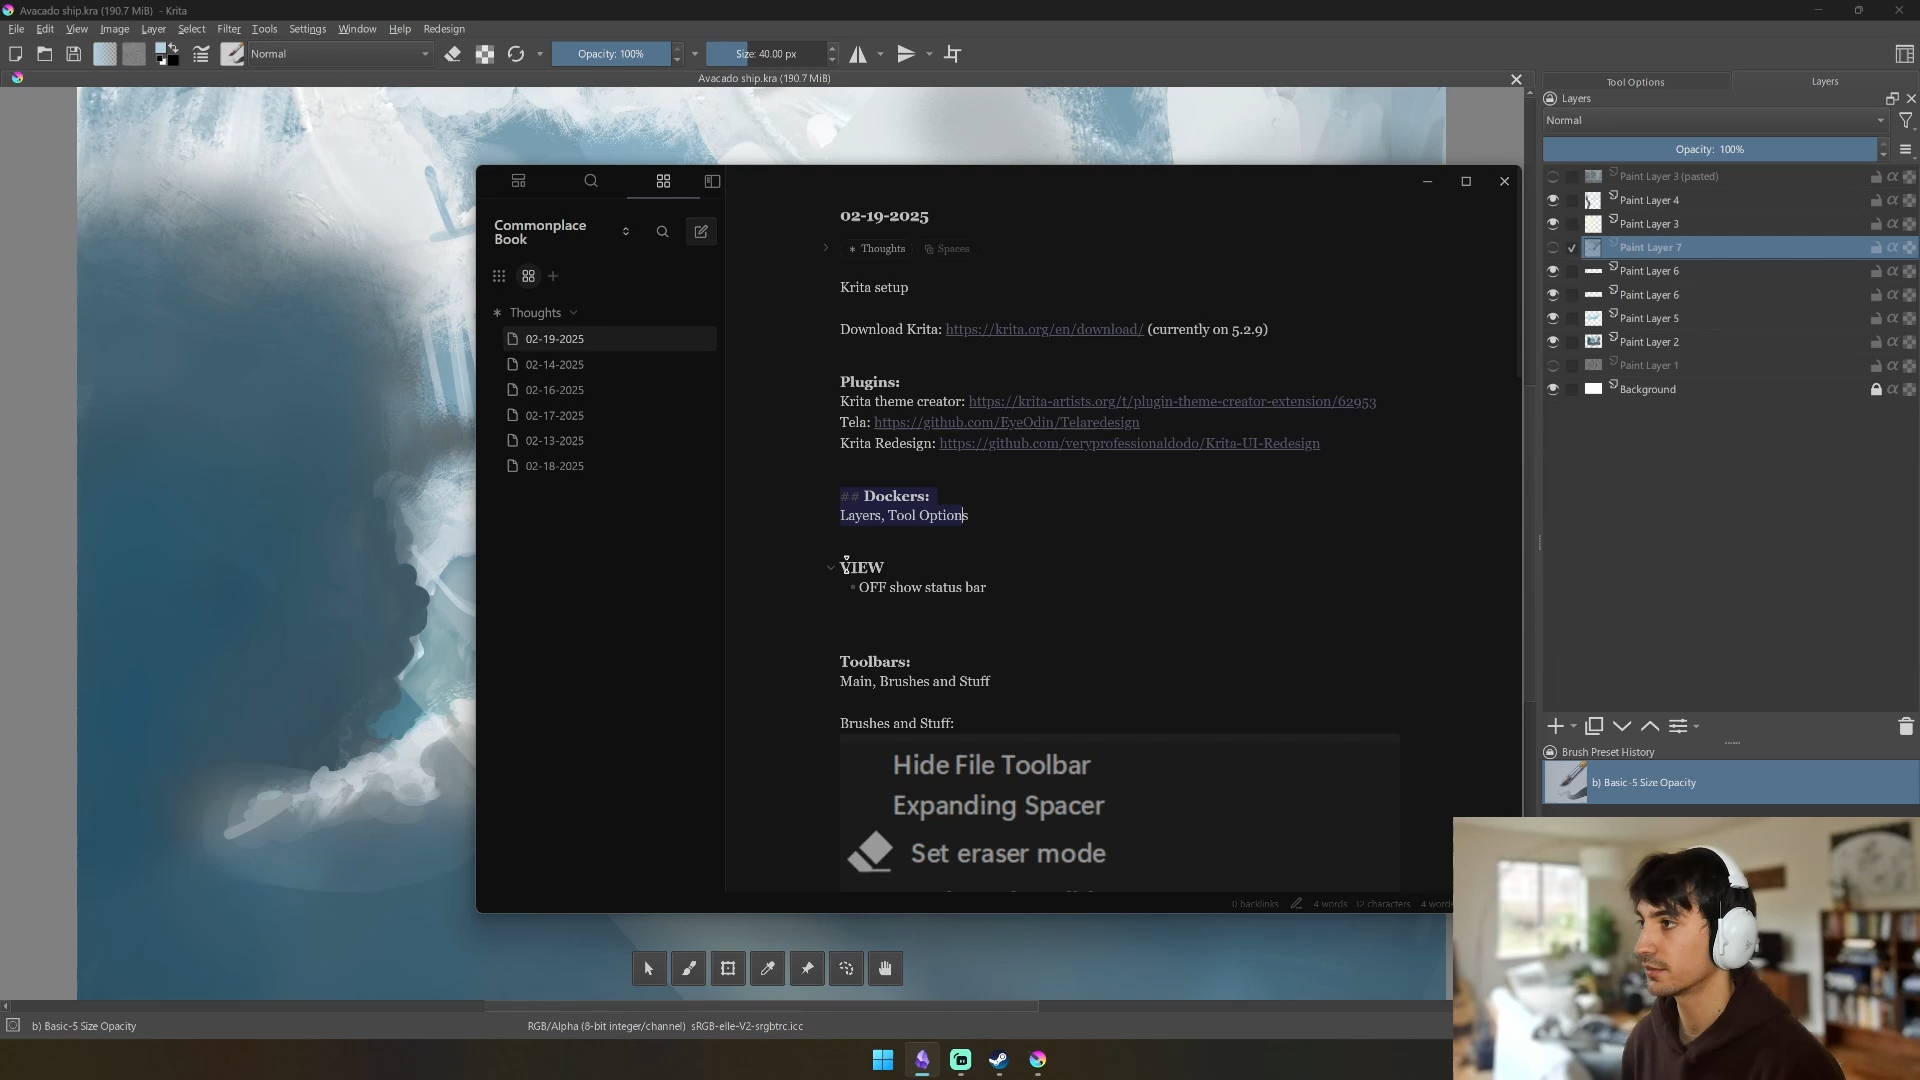 Avacado ship.kra (190.7 MiB) - Krita
File Edit View Image Layer Select Filter Tools Settings Window Help Redesign
Normal
Opacity: 100%
Size: 40.00 px
Avacado ship.kra (190.7 MiB)
Tool Options
Layers
Layers
Normal
Opacity: 100%
Paint Layer 3 (pasted)
Paint Layer 4
Paint Layer 3
Paint Layer 7
Paint Layer 6
Paint Layer 6
Paint Layer 5
Paint Layer 2
Paint Layer 1
Background
Brush Preset History
b) Basic-5 Size Opacity
Commonplace
Book
Thoughts
02-19-2025
02-14-2025
02-16-2025
02-17-2025
02-13-2025
02-18-2025
02-19-2025
Thoughts Spaces
Krita setup
Download Krita: https://krita.org/en/download/ (currently on 5.2.9)
Plugins:
Krita theme creator: https://krita-artists.org/t/plugin-theme-creator-extension/62953
Tela: https://github.com/EyeOdin/Telaredesign
Krita Redesign: https://github.com/veryprofessionaldodo/Krita-UI-Redesign
## Dockers:
Layers, Tool Options
VIEW
OFF show status bar
Toolbars:
Main, Brushes and Stuff
Brushes and Stuff:
Hide File Toolbar
Expanding Spacer
Set eraser mode
0 backlinks 4 words 32 characters
b) Basic-5 Size Opacity
RGB/Alpha (8-bit integer/channel) sRGB-elle-V2-srgbtrc.icc